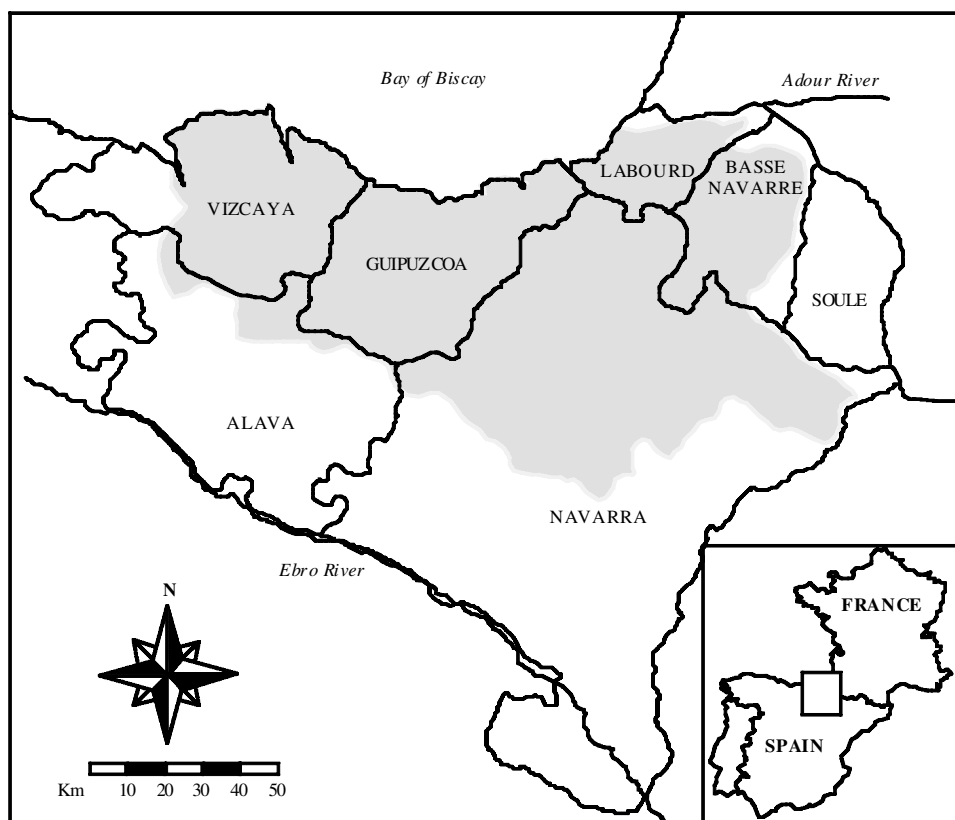 Bay of Biscay
Adour River
LABOURD
BASSE
NAVARRE
VIZCAYA
GUIPUZCOA
SOULE
ALAVA
NAVARRA
Ebro River
N
FRANCE
SPAIN
Km 10 20 30 40 50